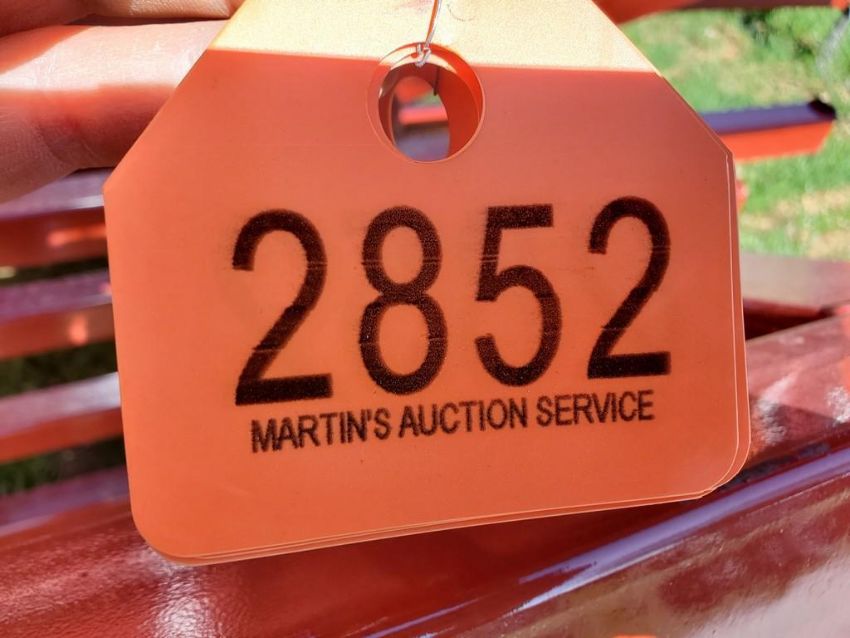 2852
MARTIN'S AUCTION SERVICE